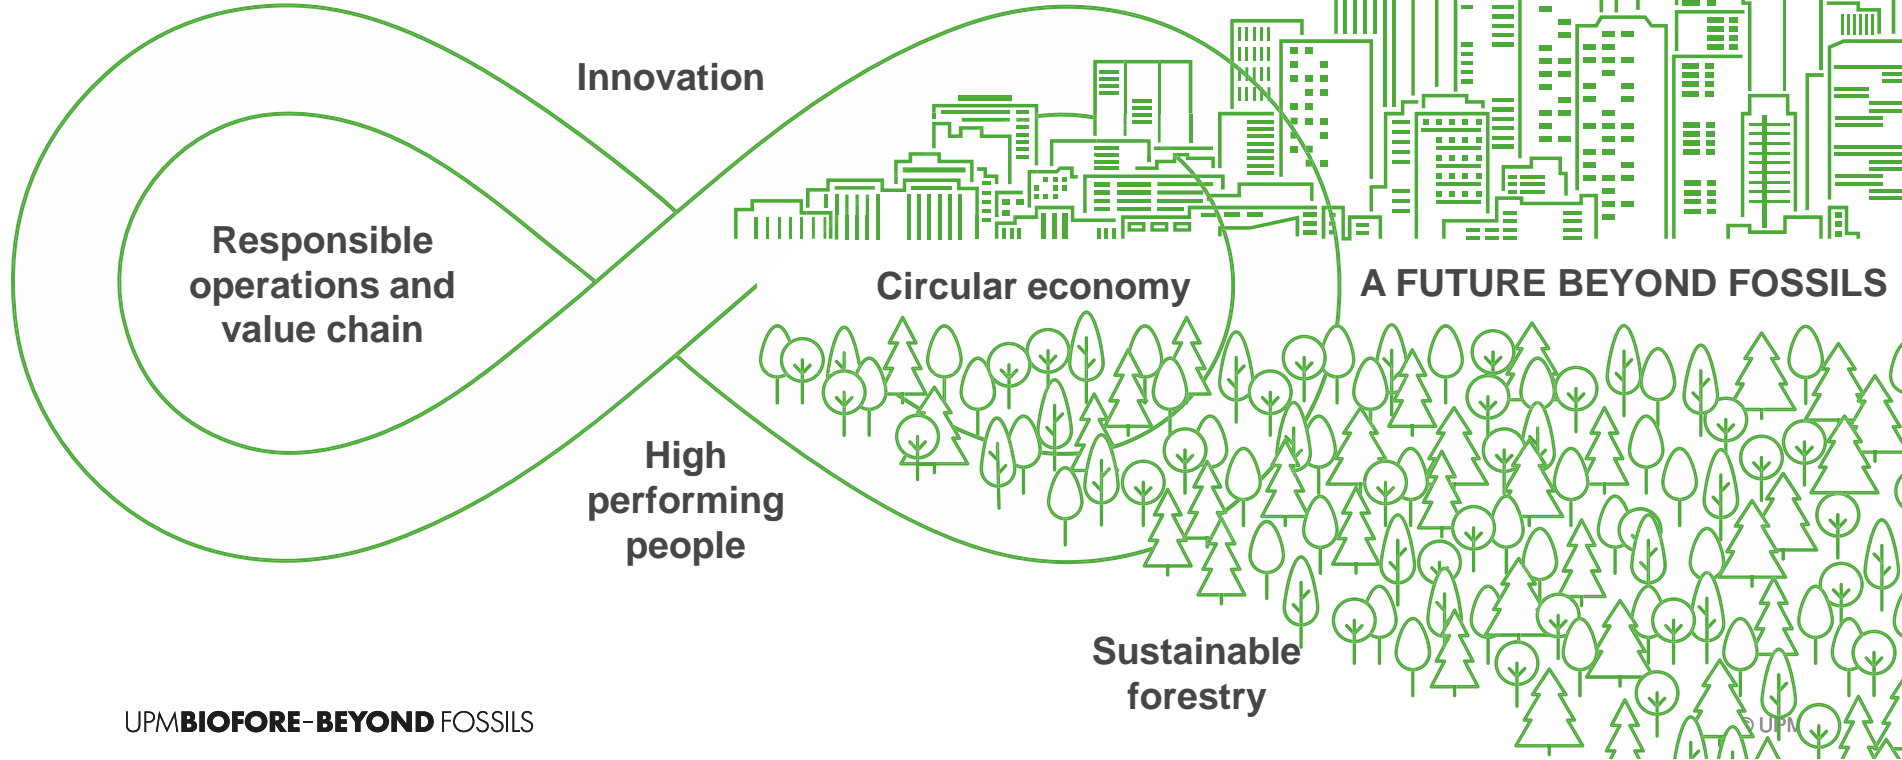 Innovation
Responsible
operations and
value chain
Circular economy
A FUTURE BEYOND FOSSILS
High
performing
people
Sustainable
forestry
UPMBIOFORE–BEYOND FOSSILS
© UPM